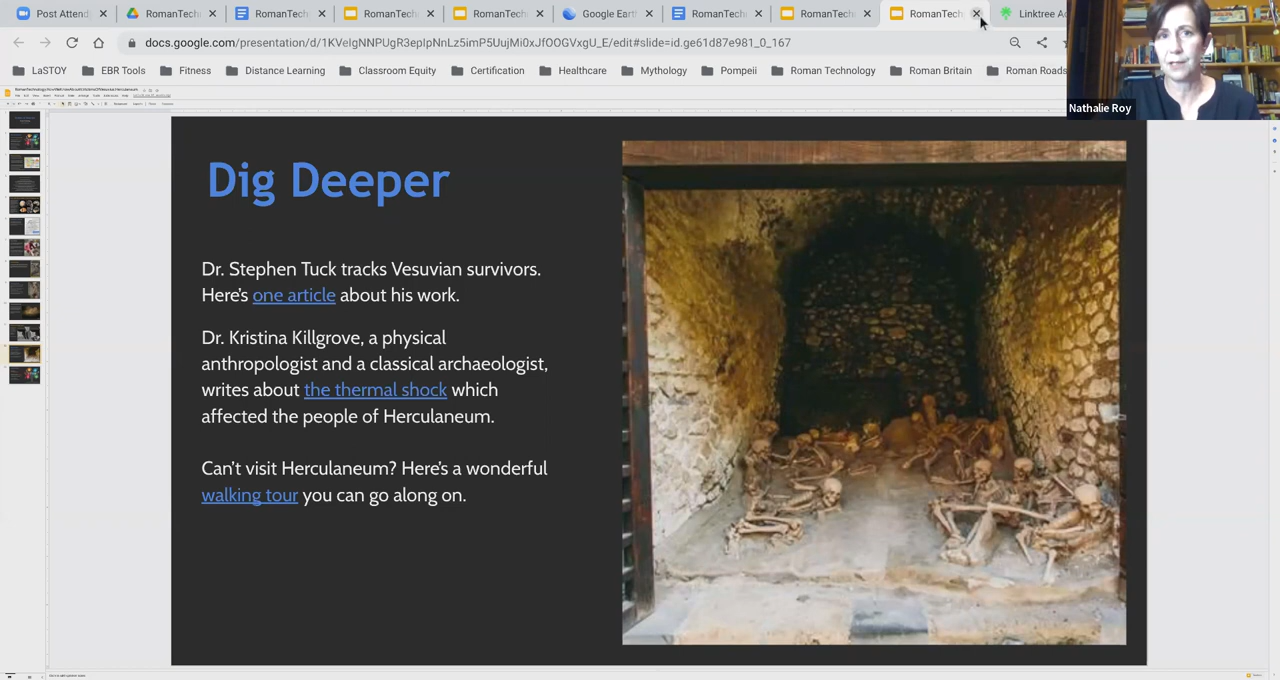 Post Attend
RomanTech
RomanTech
RomanTech
RomanTech
Google Eart
RomanTech
RomanTech
RomanTech
Linktree Ad
docs.google.com/presentation/d/1KVeIgNNPUgR3epIpNnLz5imP5UujMi0xJfOOGVxgU_E/edit#slide=id.ge61d87e981_0_167
LaSTOY
EBR Tools
Fitness
Distance Learning
Classroom Equity
Certification
Healthcare
Mythology
Pompeii
Roman Technology
Roman Britain
Roman Roads
Nathalie Roy
Dig Deeper
Dr. Stephen Tuck tracks Vesuvian survivors.
Here's one article about his work.
Dr. Kristina Killgrove, a physical
anthropologist and a classical archaeologist,
writes about the thermal shock which
affected the people of Herculaneum.
Can't visit Herculaneum? Here's a wonderful
walking tour you can go along on.